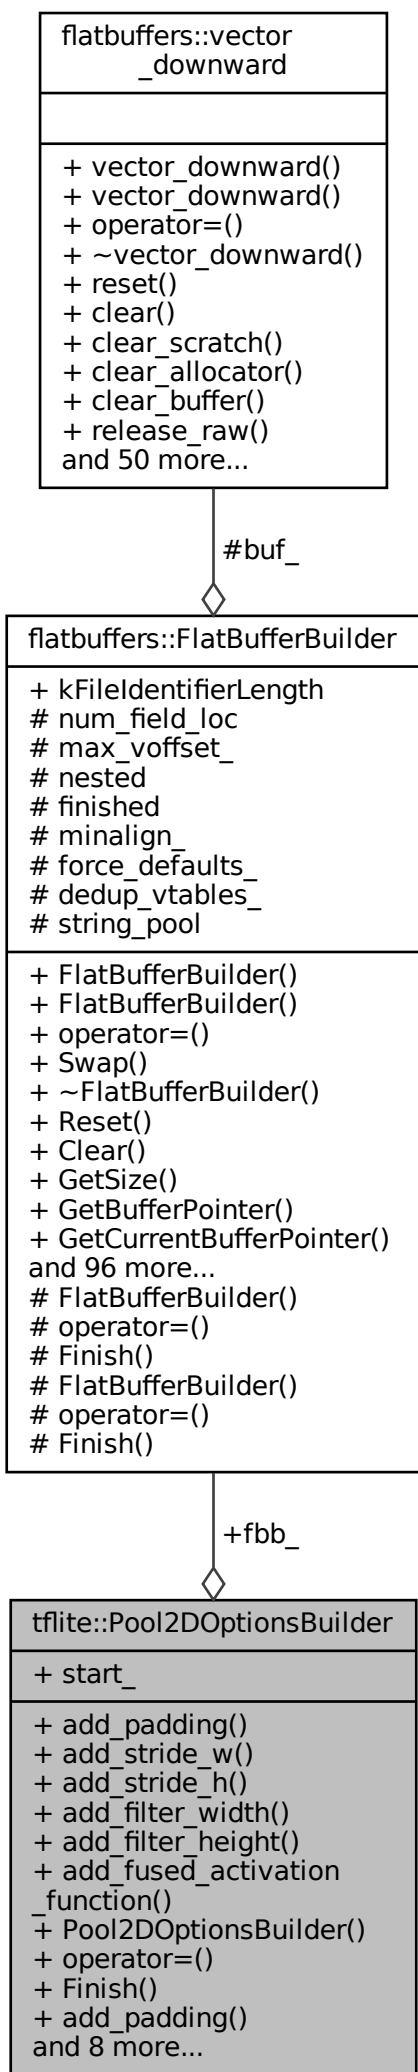 flatbuffers::vector
_downward
+ vector_downward()
+ vector_downward()
+ operator=()
+ ~vector_downward()
+ reset()
+ clear()
+ clear_scratch()
+ clear_allocator()
+ clear_buffer()
+ release_raw()
and 50 more...
#buf_
flatbuffers::FlatBufferBuilder
+ kFileIdentifierLength
# num_field_loc
# max_voffset_
# nested
# finished
# minalign_
# force_defaults_
# dedup_vtables_
# string_pool
+ FlatBufferBuilder()
+ FlatBufferBuilder()
+ operator=()
+ Swap()
+ ~FlatBufferBuilder()
+ Reset()
+ Clear()
+ GetSize()
+ GetBufferPointer()
+ GetCurrentBufferPointer()
and 96 more...
# FlatBufferBuilder()
# operator=()
# Finish()
# FlatBufferBuilder()
# operator=()
# Finish()
+fbb_
tflite::Pool2DOptionsBuilder
+ start_
+ add_padding()
+ add_stride_w()
+ add_stride_h()
+ add_filter_width()
+ add_filter_height()
+ add_fused_activation
_function()
+ Pool2DOptionsBuilder()
+ operator=()
+ Finish()
+ add_padding()
and 8 more...